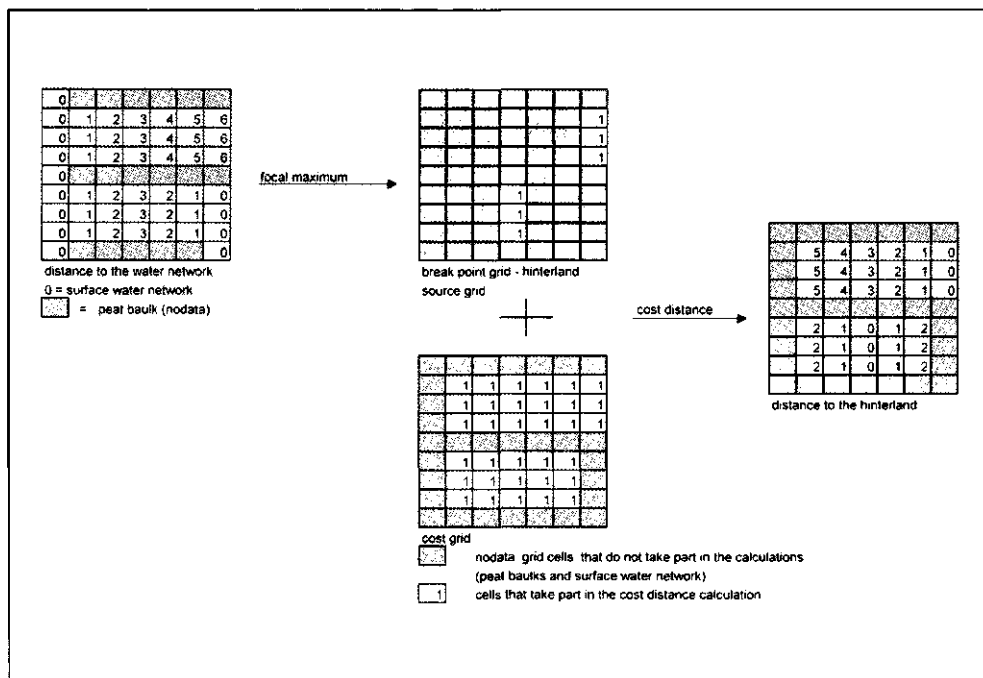 0
0 1 2 3 4 5 6
0 1 2 3 4 5 6
0 1 2 3 4 5 6
0
0 1 2 3 2 1 0
0 1 2 3 2 1 0
0 1 2 3 2 1 0
0 0
distance to the water network
0 = surface water network
= peat baulk (nodata)
focal maximum
1
1
1
1
1
1
break point grid - hinterland
source grid
1 1 1 1 1 1
1 1 1 1 1 1
1 1 1 1 1 1
1 1 1 1 1
1 1 1 1 1
1 1 1 1 1
cost grid
nodata grid cells that do not take part in the calculations
(peat baulks and surface water network)
1 cells that take part in the cost distance calculation
cost distance
5 4 3 2 1 0
5 4 3 2 1 0
5 4 3 2 1 0
2 1 0 1 2
2 1 0 1 2
2 1 0 1 2
distance to the hinterland